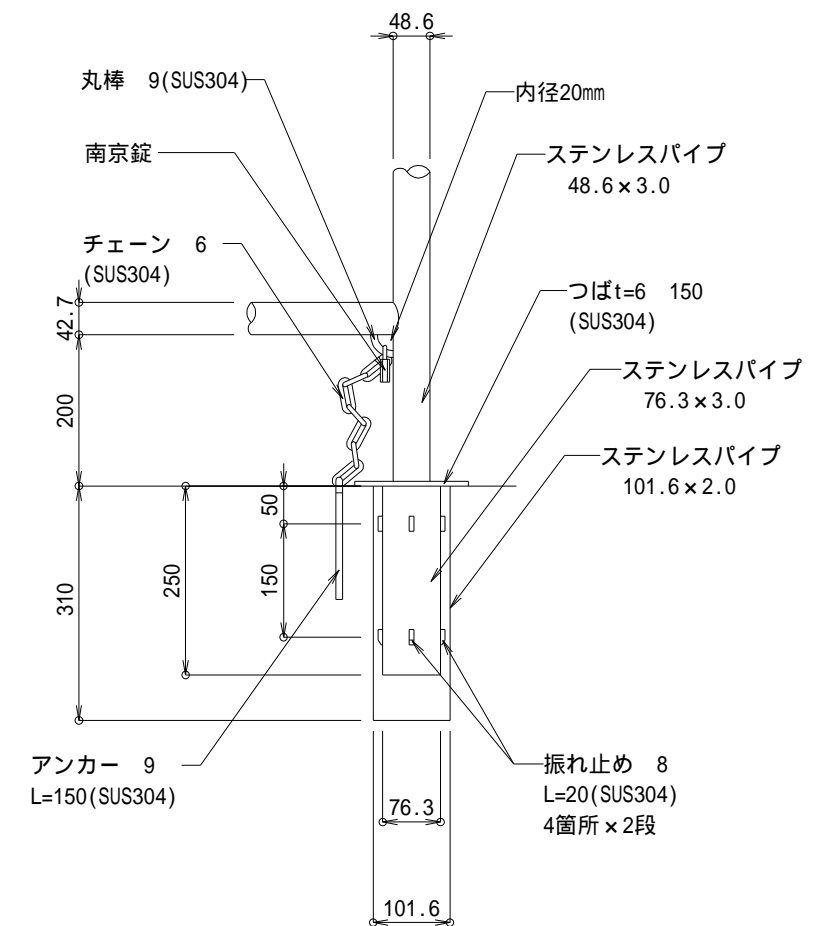 48.6
丸棒　9(SUS304)
内径20㎜
南京錠
ステンレスパイプ
48.6×3.0
チェーン　6
(SUS304)
つばt=6　150
(SUS304)
42.7
ステンレスパイプ
76.3×3.0
200
ステンレスパイプ
101.6×2.0
50
150
250
310
アンカー　9
L=150(SUS304)
振れ止め　8
L=20(SUS304)
4箇所×2段
76.3
101.6